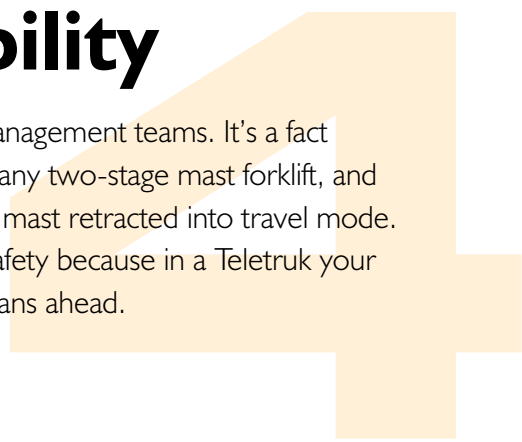 bility
anagement teams. It's a fact
any two-stage mast forklift, and
mast retracted into travel mode.
afety because in a Teletruk your
ans ahead.
4